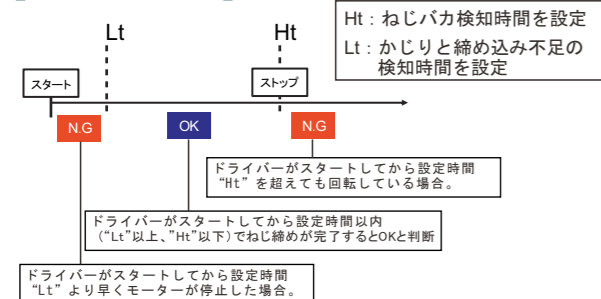 Ht：ねじバカ検知時間を設定
Lt：かじりと締め込み不足の
検知時間を設定
Lt
Ht
スタート
ストップ
N.G
OK
N.G
ドライバーがスタートしてから設定時間
“Ht”を超えても回転している場合。
ドライバーがスタートしてから設定時間以内
（“Lt”以上、”Ht”以下）でねじ締めが完了するとOKと判断
ドライバーがスタートしてから設定時間
“Lt”より早くモーターが停止した場合。